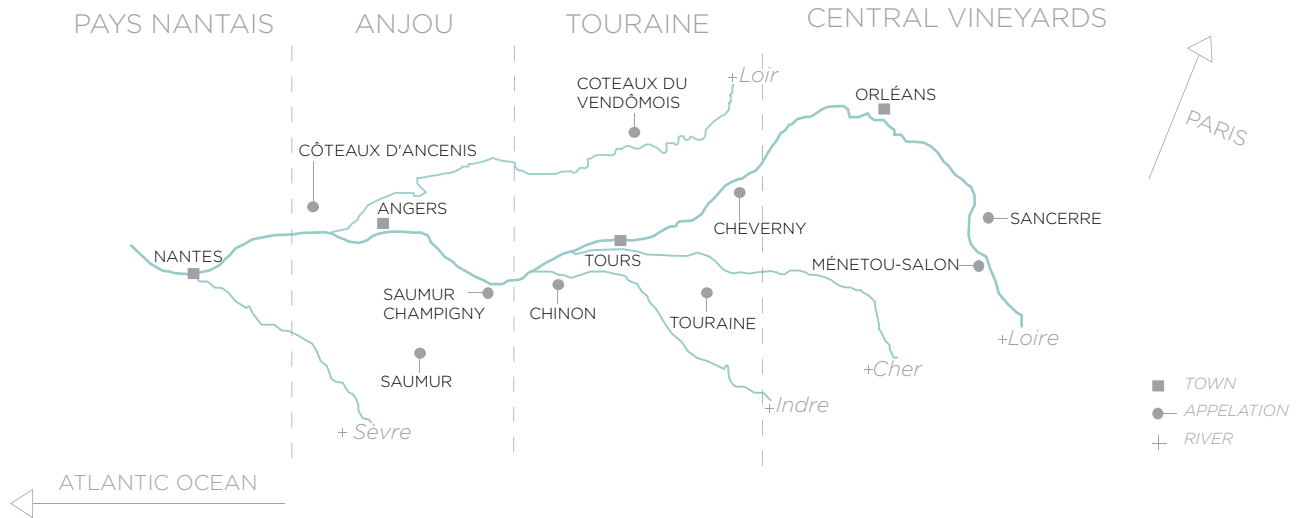 PAYS NANTAIS
ANJOU
TOURAINE
CENTRAL VINEYARDS
+Loir
COTEAUX DU
VENDÔMOIS
ORLÉANS
PARIS
CÔTEAUX D'ANCENIS
ANGERS
SANCERRE
CHEVERNY
NANTES
TOURS
MÉNETOU-SALON
SAUMUR
CHAMPIGNY
CHINON
TOURAINE
+Loire
+Cher
SAUMUR
+Indre
+ Sèvre
TOWN
APPELATION
RIVER
ATLANTIC OCEAN